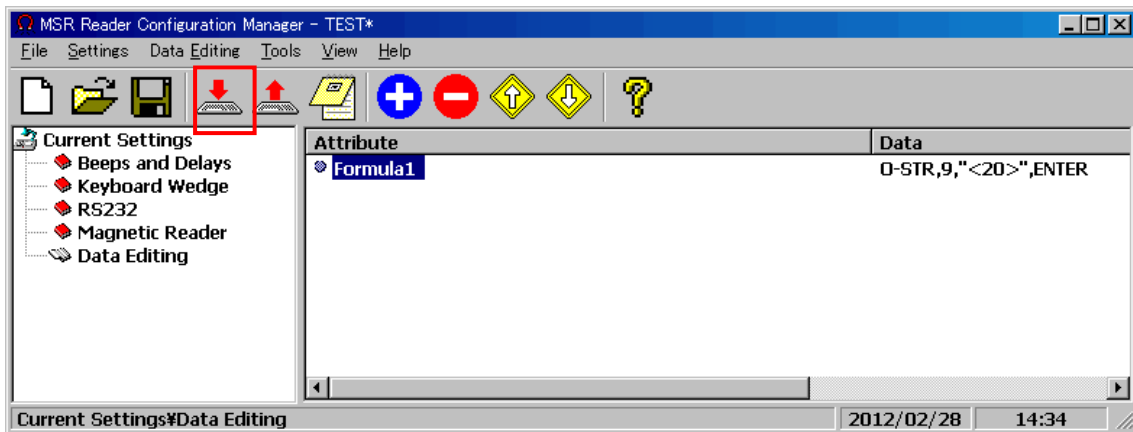 MSR Reader Configuration Manager - TEST*
File Settings Data Editing Tools View Help
Current Settings
Beeps and Delays
Keyboard Wedge
RS232
Magnetic Reader
Data Editing
Attribute Data
Formula1 O-STR,9,"<20>",ENTER
Current Settings¥Data Editing 2012/02/28 14:34